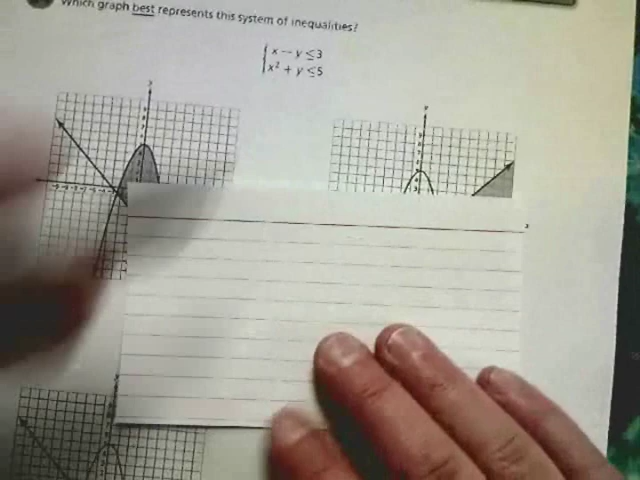 Which graph best represents this system of inequalities?
x − y ≤ 3
x² + y ≤ 5
y
y
x